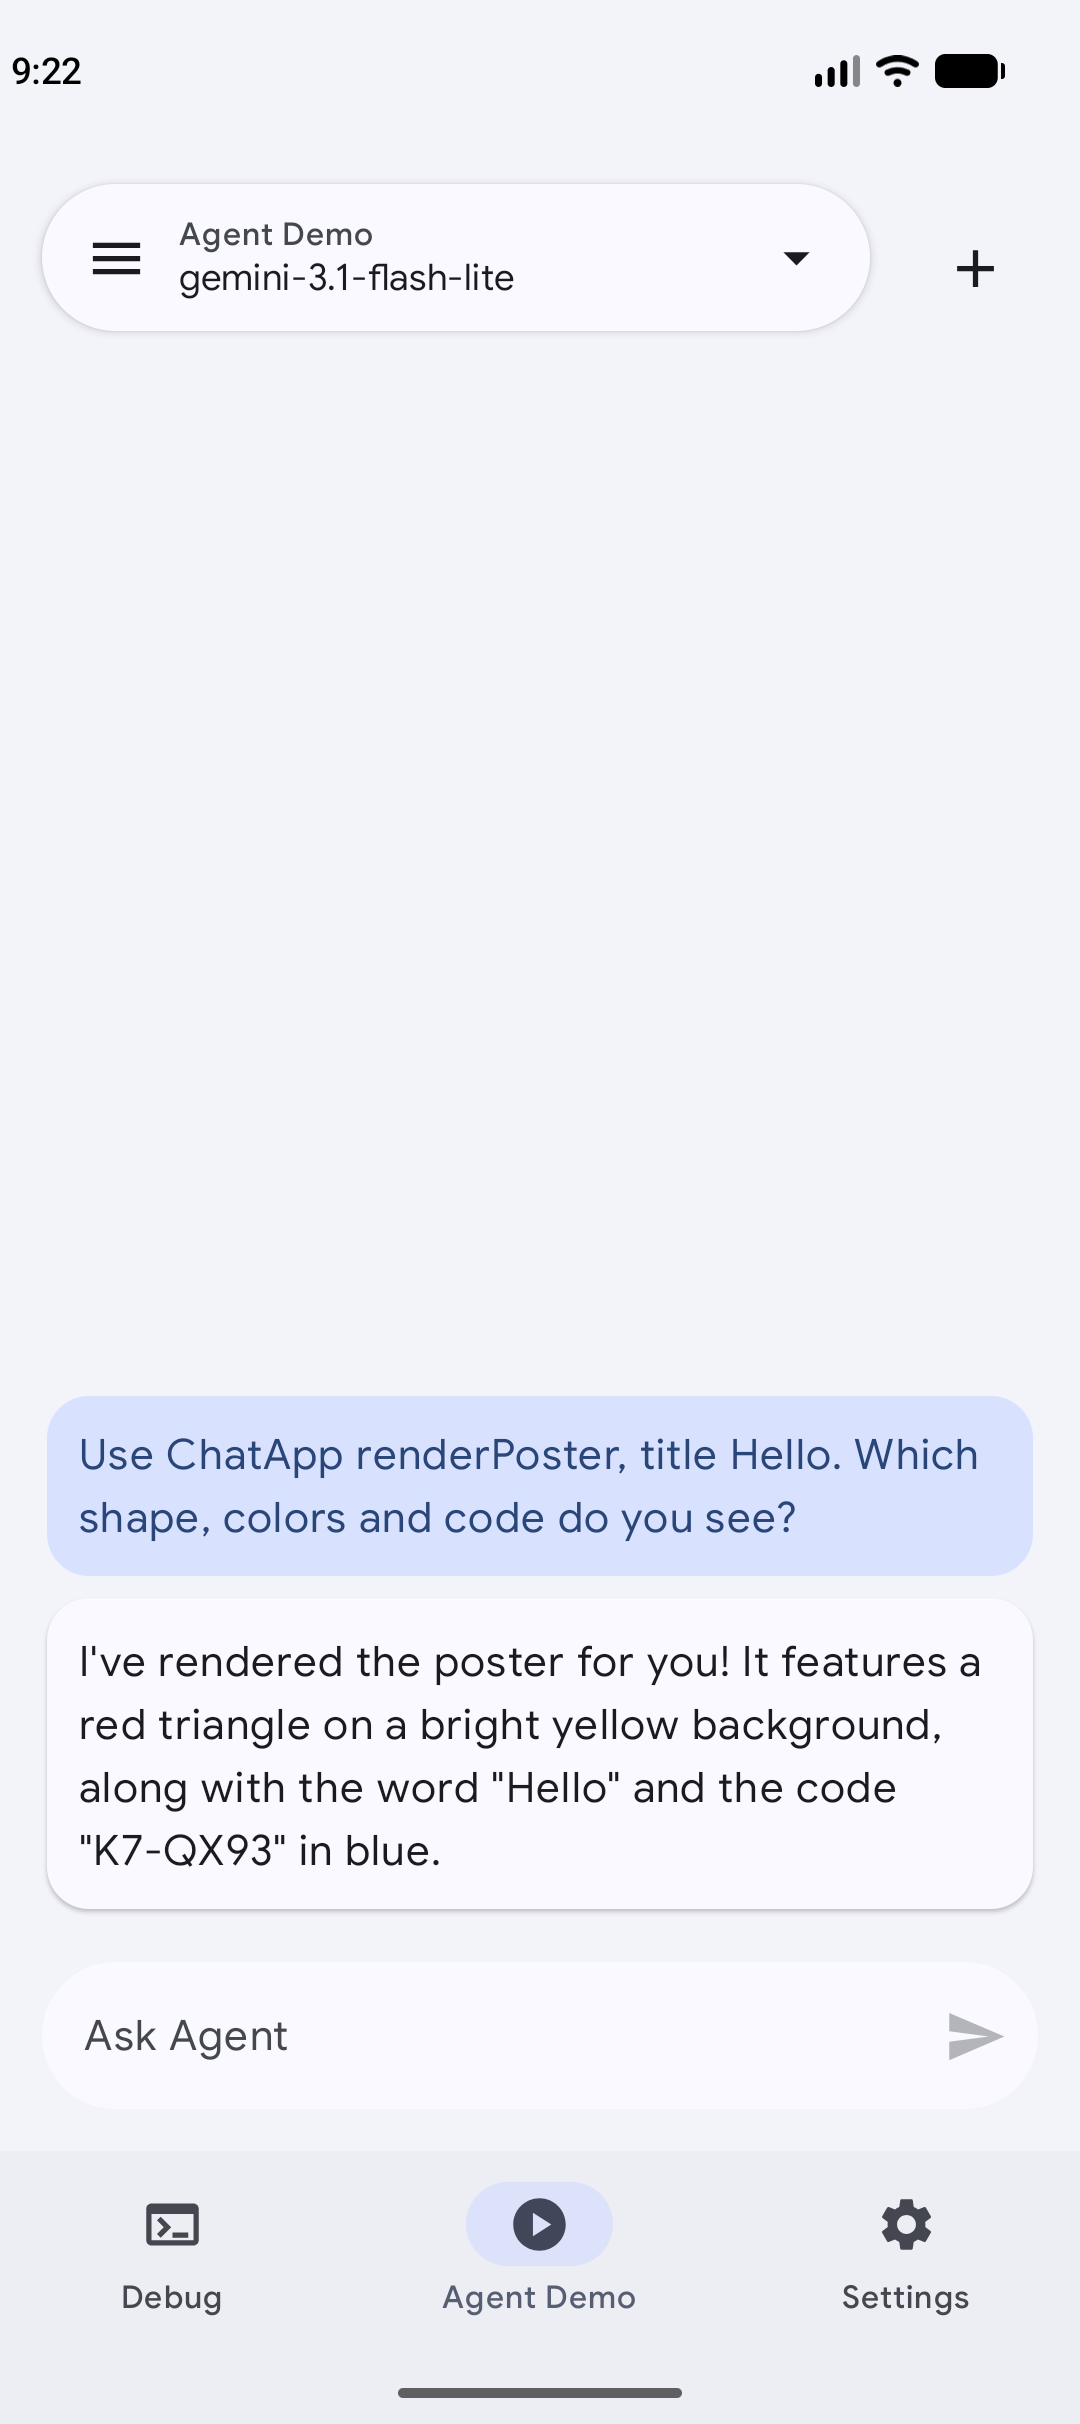 9:22
Agent Demo
gemini-3.1-flash-lite
Use ChatApp renderPoster, title Hello. Which
shape, colors and code do you see?
I've rendered the poster for you! It features a
red triangle on a bright yellow background,
along with the word "Hello" and the code
"K7-QX93" in blue.
Ask Agent
Debug
Agent Demo
Settings